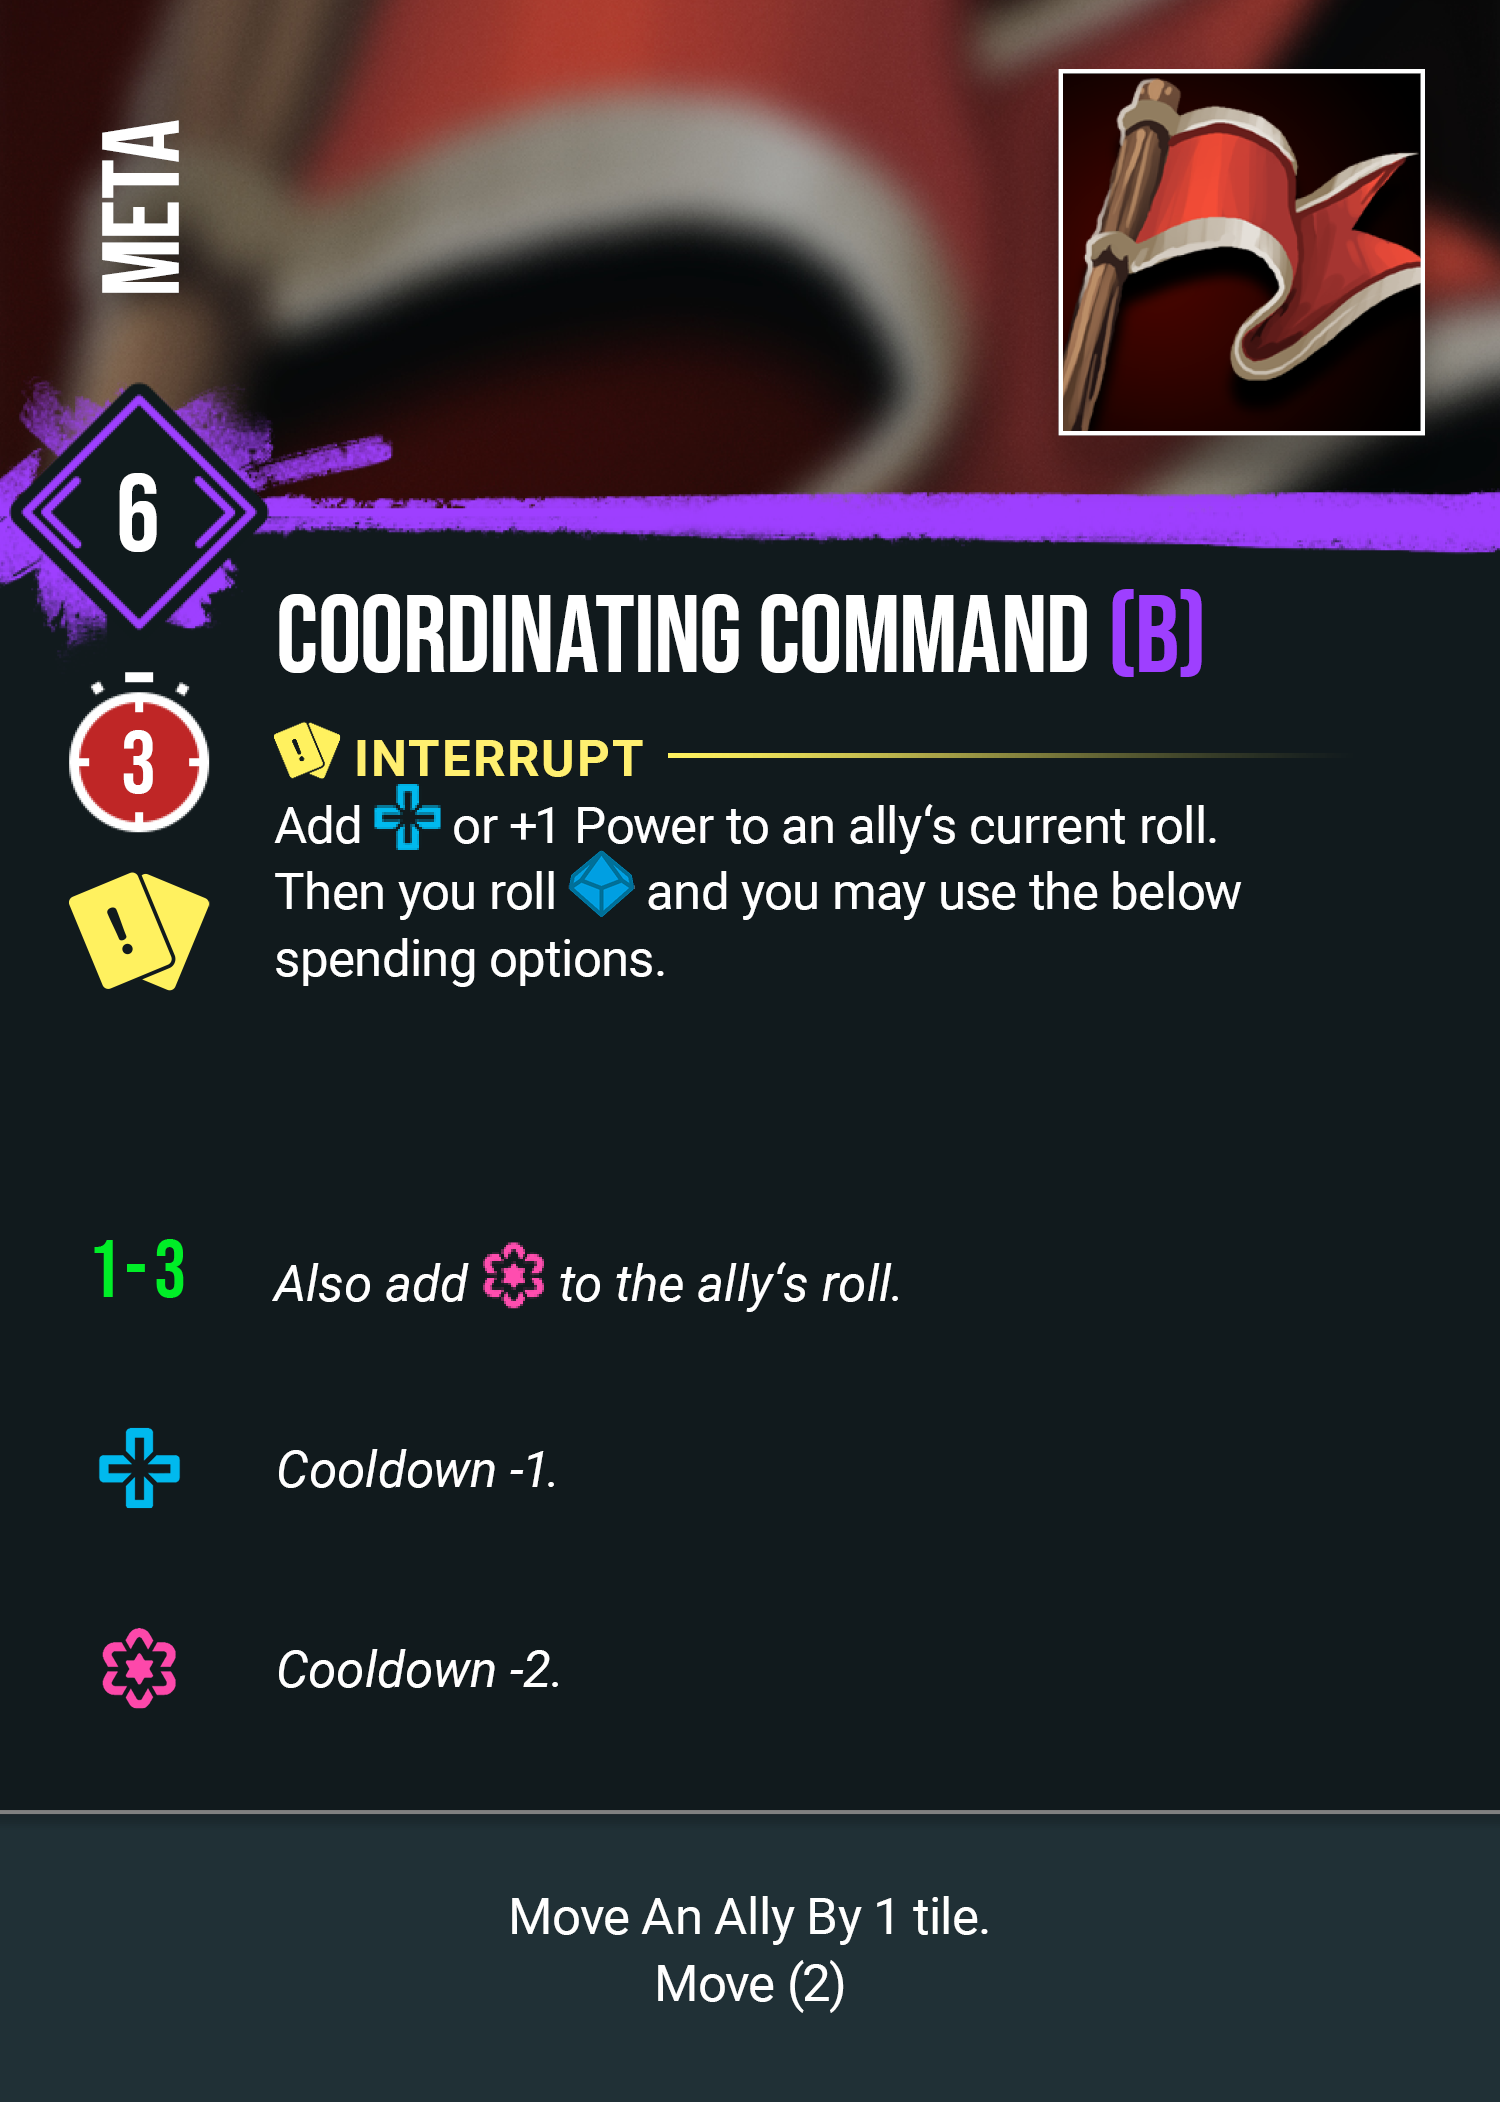 META
6
COORDINATING COMMAND (B)
3
INTERRUPT
Add or +1 Power to an ally‘s current roll.
Then you roll and you may use the below
spending options.
1-3
Also add to the ally‘s roll.
Cooldown -1.
Cooldown -2.
Move An Ally By 1 tile.
Move (2)